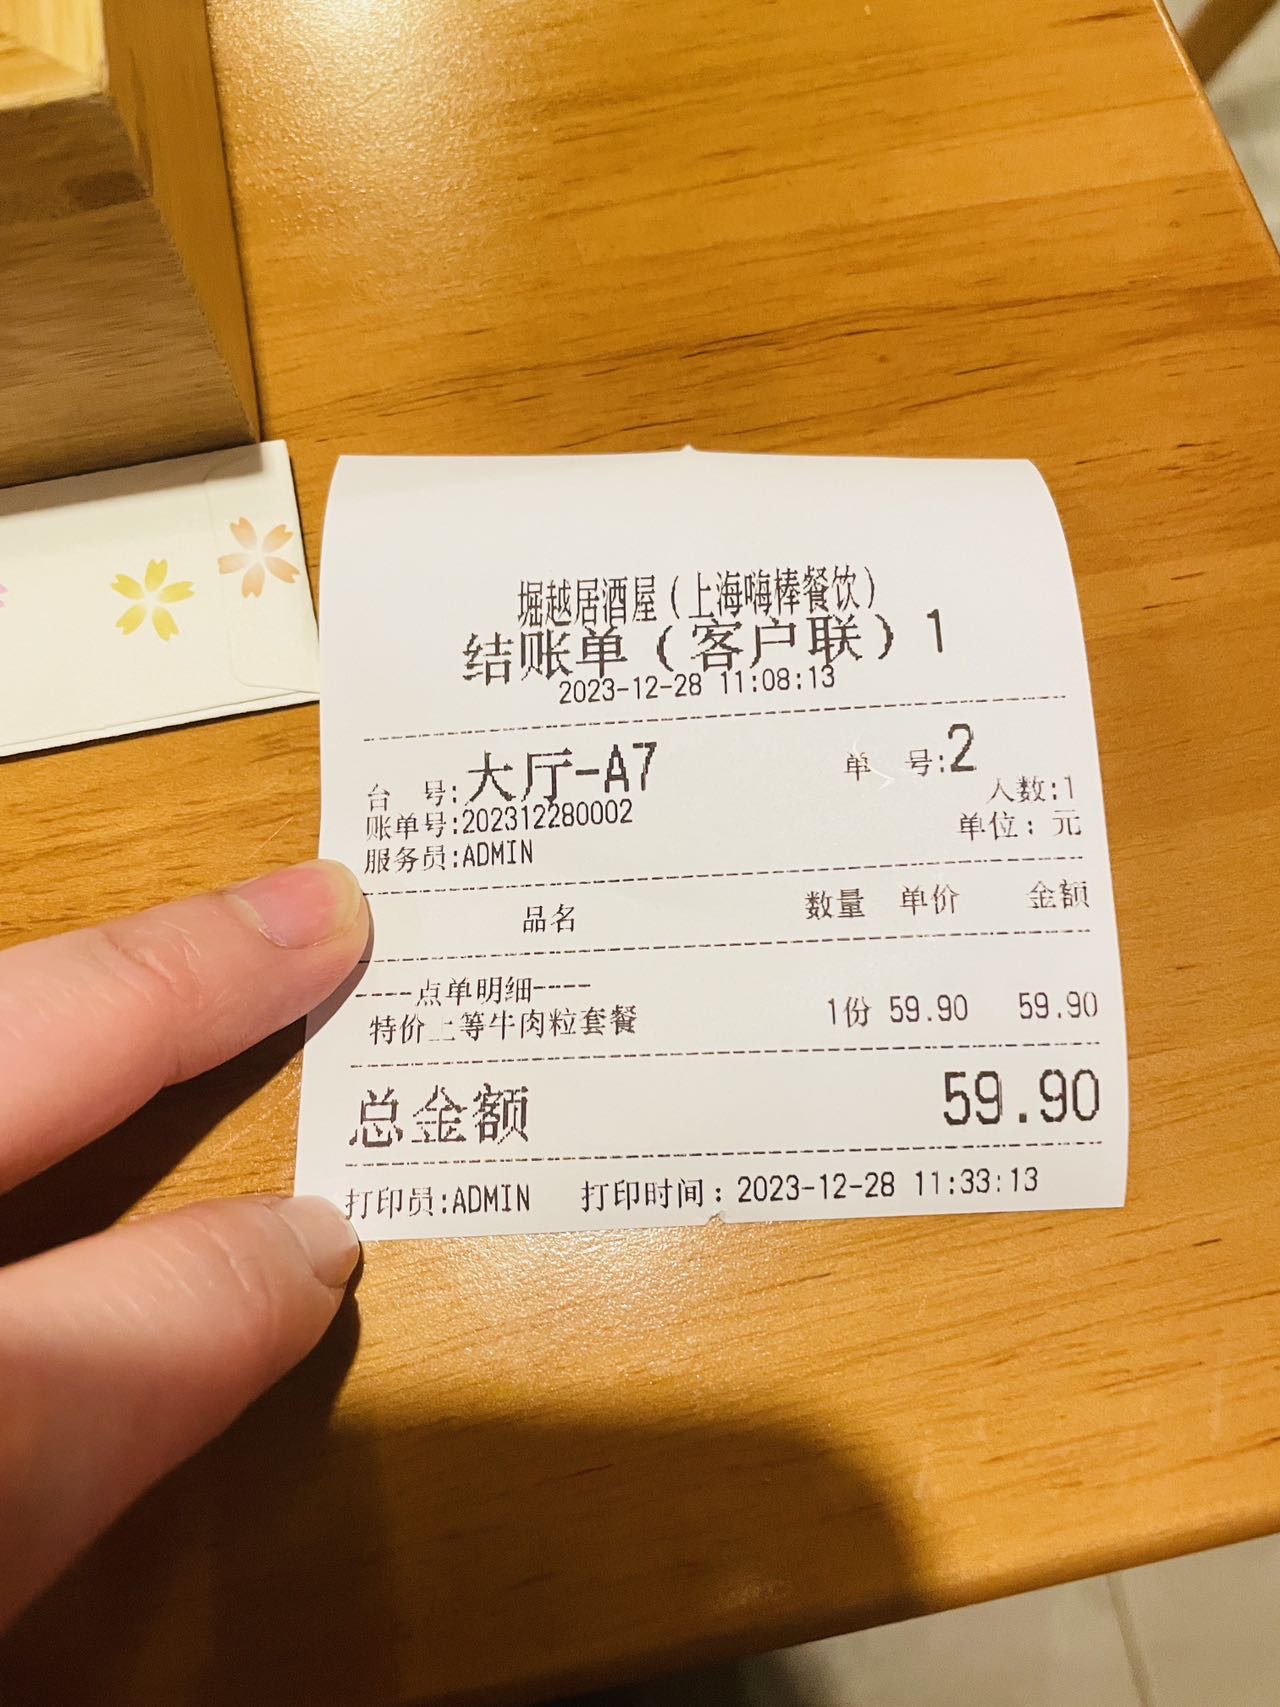 堀越居酒屋（上海嗨棒餐饮）
结账单（客户联）1
2023-12-28 11:08:13
台 号:大厅-A7 单 号:2
人数:1
账单号:202312280002
单位：元
服务员:ADMIN
品名 数量 单价 金额
----点单明细----
特价上等牛肉粒套餐 1份 59.90 59.90
总金额 59.90
打印员:ADMIN 打印时间：2023-12-28 11:33:13